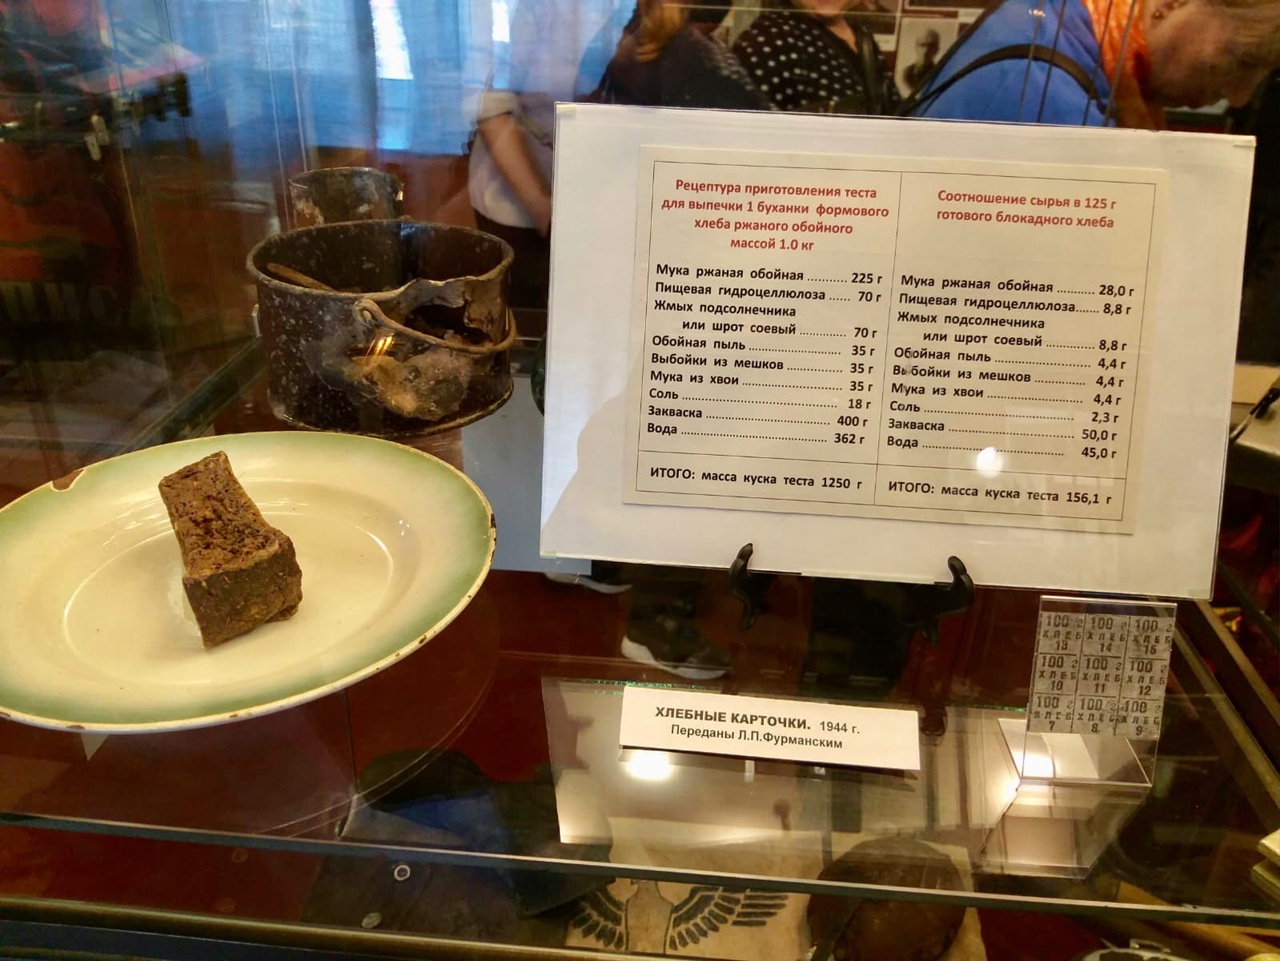 Рецептура приготовления теста
для выпечки 1 буханки формового
хлеба ржаного обойного
массой 1.0 кг
Мука ржаная обойная .......... 225 г
Пищевая гидроцеллюлоза ...... 70 г
Жмых подсолнечника
или шрот соевый ............ 70 г
Обойная пыль ........................... 35 г
Выбойки из мешков ................. 35 г
Мука из хвои ............................ 35 г
Соль ........................................... 18 г
Закваска .................................. 400 г
Вода .......................................... 362 г
ИТОГО: масса куска теста 1250 г
Соотношение сырья в 125 г
готового блокадного хлеба
Мука ржаная обойная ........... 28,0 г
Пищевая гидроцеллюлоза....... 8,8 г
Жмых подсолнечника
или шрот соевый .................... 8,8 г
Обойная пыль ............................ 4,4 г
Выбойки из мешков .................. 4,4 г
Мука из хвои .............................. 4,4 г
Соль ............................................. 2,3 г
Закваска .................................... 50,0 г
Вода ............................................ 45,0 г
ИТОГО: масса куска теста 156,1 г
ХЛЕБНЫЕ КАРТОЧКИ. 1944 г.
Переданы Л.П.Фурманским
100 г 100 г 100 г
ХЛЕБ ХЛЕБ ХЛЕБ
13 14 15
100 г 100 г 100 г
ХЛЕБ ХЛЕБ ХЛЕБ
10 11 12
100 г 100 г 100 г
ХЛЕБ ХЛЕБ ХЛЕБ
7 8 9